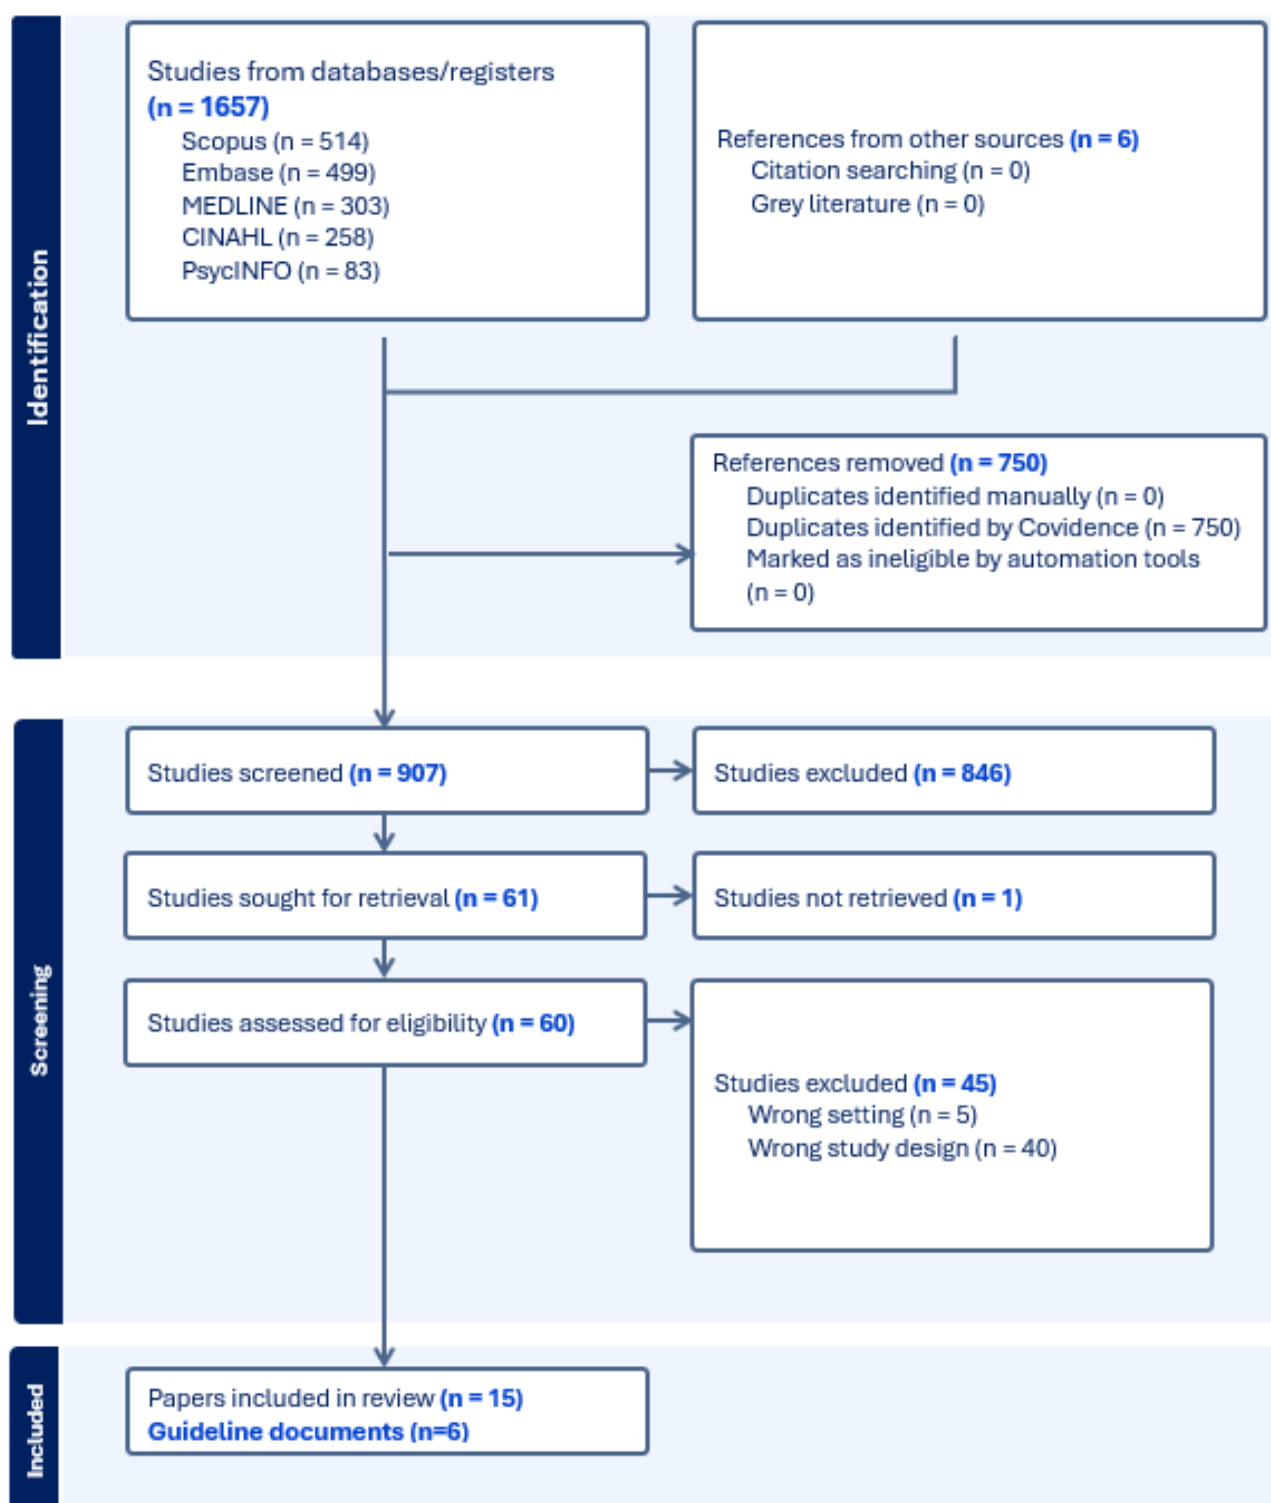 Identification
Studies from databases/registers
(n = 1657)
Scopus (n = 514)
Embase (n = 499)
MEDLINE (n = 303)
CINAHL (n = 258)
PsycINFO (n = 83)
References from other sources (n = 6)
Citation searching (n = 0)
Grey literature (n = 0)
References removed (n = 750)
Duplicates identified manually (n = 0)
Duplicates identified by Covidence (n = 750)
Marked as ineligible by automation tools
(n = 0)
Screening
Studies screened (n = 907)
Studies excluded (n = 846)
Studies sought for retrieval (n = 61)
Studies not retrieved (n = 1)
Studies assessed for eligibility (n = 60)
Studies excluded (n = 45)
Wrong setting (n = 5)
Wrong study design (n = 40)
Included
Papers included in review (n = 15)
Guideline documents (n=6)